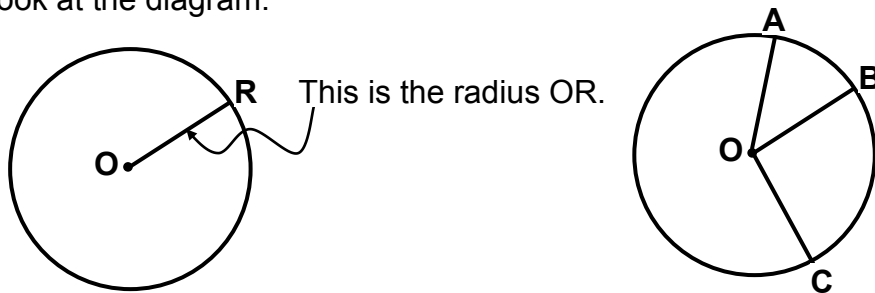 ook at the diagram.
A
R
This is the radius OR.
B
O
O
C